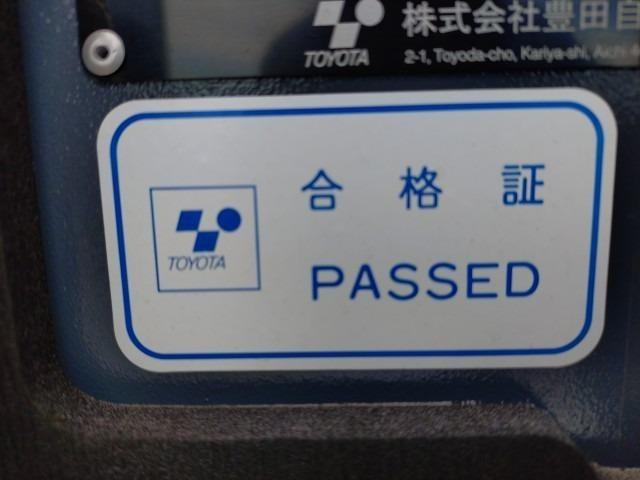 TOYOTA
株式会社豊田自
2-1, Toyoda-cho, Kariya-shi, Aichi
TOYOTA
合格証
PASSED